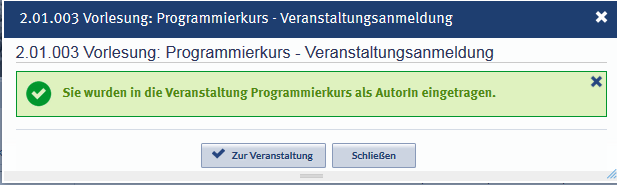 2.01.003 Vorlesung: Programmierkurs - Veranstaltungsanmeldung
2.01.003 Vorlesung: Programmierkurs - Veranstaltungsanmeldung
Sie wurden in die Veranstaltung Programmierkurs als AutorIn eingetragen.
Zur Veranstaltung Schließen